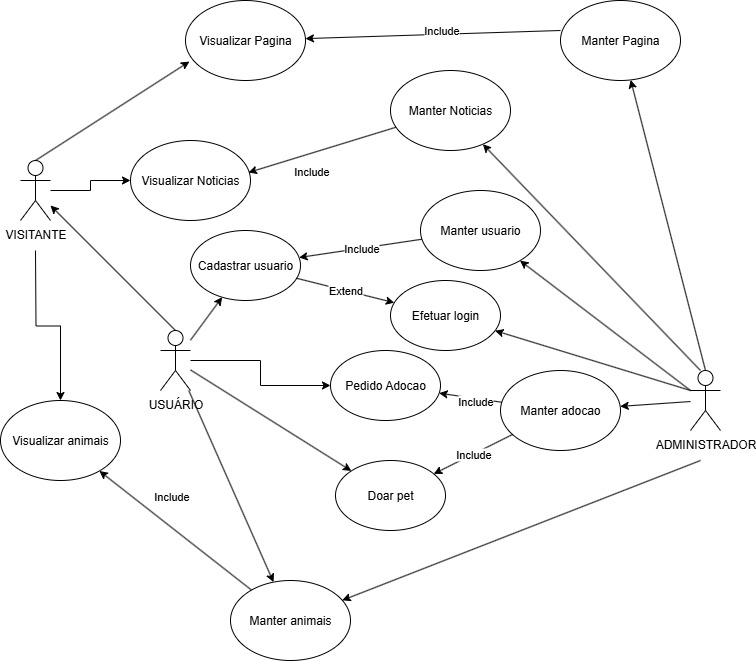 Include
Visualizar Pagina
Manter Pagina
Manter Noticias
Include
Visualizar Noticias
VISITANTE
Manter usuario
Include
Cadastrar usuario
Extend
Efetuar login
Pedido Adocao
USUÁRIO
Include
Manter adocao
Visualizar animais
ADMINISTRADOR
Include
Doar pet
Include
Manter animais